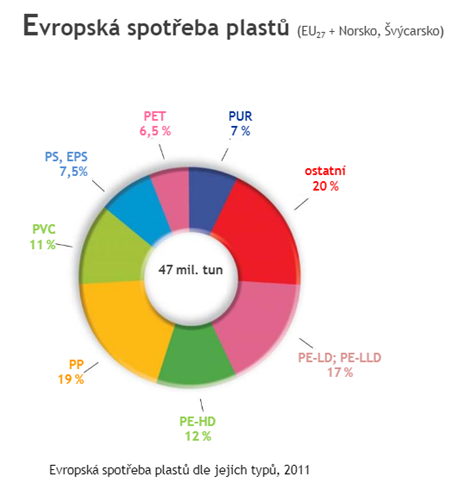 Evropská spotřeba plastů (EU27 + Norsko, Švýcarsko)
PET
6,5 %
PUR
7 %
PS, EPS
7,5%
ostatní
20 %
PVC
11 %
47 mil. tun
PE-LD; PE-LLD
17 %
PP
19 %
PE-HD
12 %
Evropská spotřeba plastů dle jejich typů, 2011